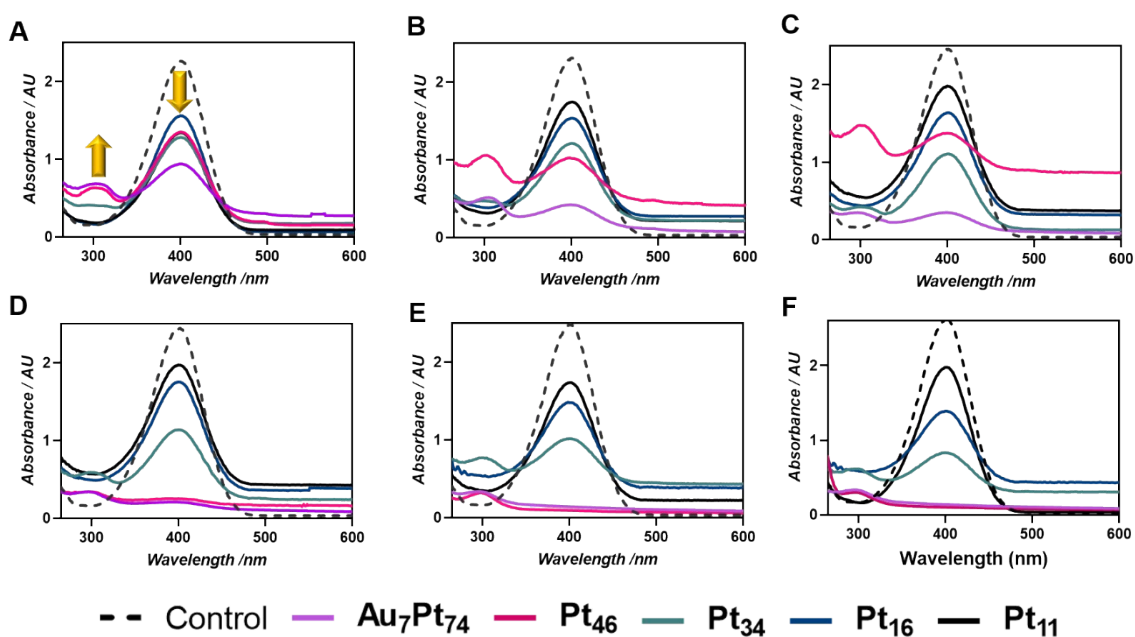 A
Absorbance / AU
2
1
0
300 400 500 600
Wavelength /nm
B
Absorbance / AU
2
1
0
300 400 500 600
Wavelength /nm
C
Absorbance / AU
2
1
0
300 400 500 600
Wavelength /nm
D
Absorbance / AU
2
1
0
300 400 500 600
Wavelength /nm
E
Absorbance / AU
2
1
0
300 400 500 600
Wavelength /nm
F
Absorbance / AU
2
1
0
300 400 500 600
Wavelength (nm)
Control Au₇Pt₇₄ Pt₄₆ Pt₃₄ Pt₁₆ Pt₁₁